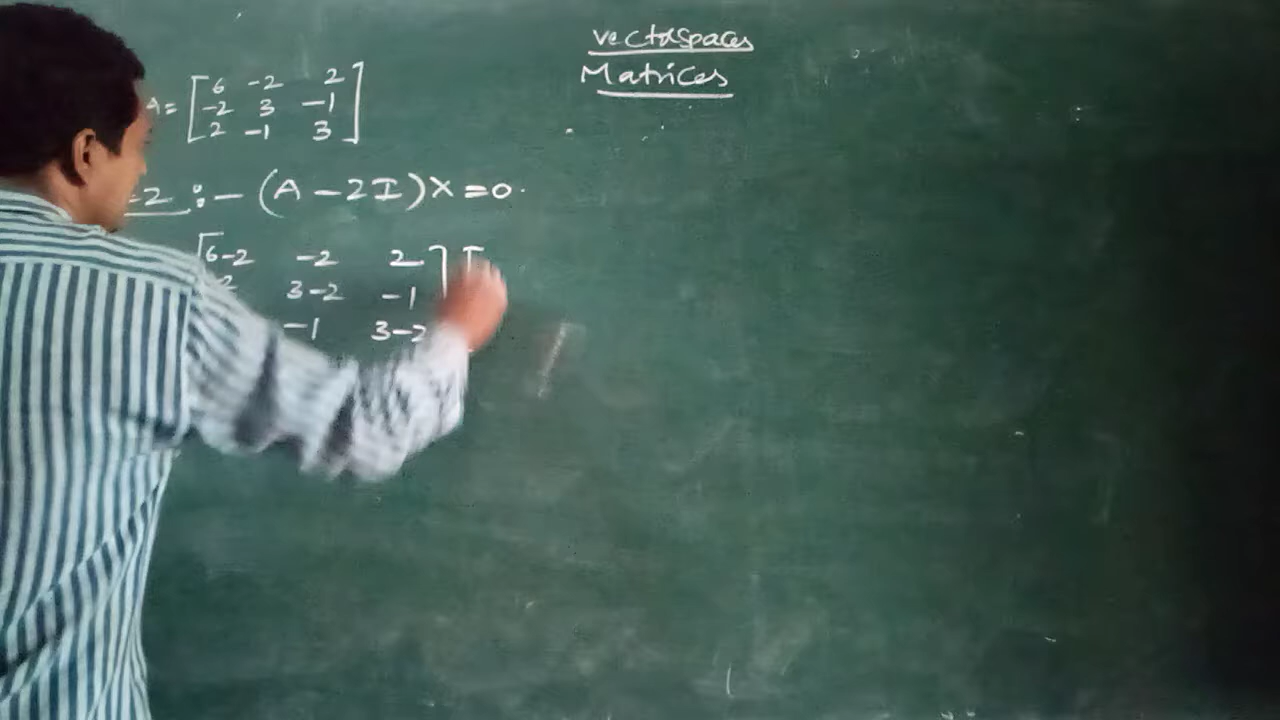 vectorspaces
Matrices
A = [ 6 -2 2
-2 3 -1
2 -1 3 ]
=2 :- (A-2I)X=0.
[ 6-2 -2 2 ] [
2 3-2 -1
-1 3-2